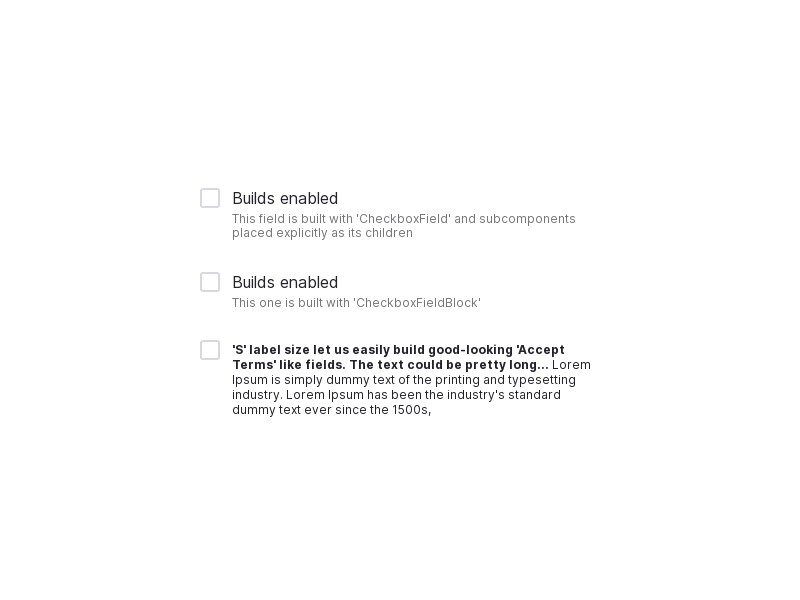 Builds enabled
This field is built with 'CheckboxField' and subcomponents
placed explicitly as its children
Builds enabled
This one is built with 'CheckboxFieldBlock'
'S' label size let us easily build good-looking 'Accept
Terms' like fields. The text could be pretty long... Lorem
Ipsum is simply dummy text of the printing and typesetting
industry. Lorem Ipsum has been the industry's standard
dummy text ever since the 1500s,